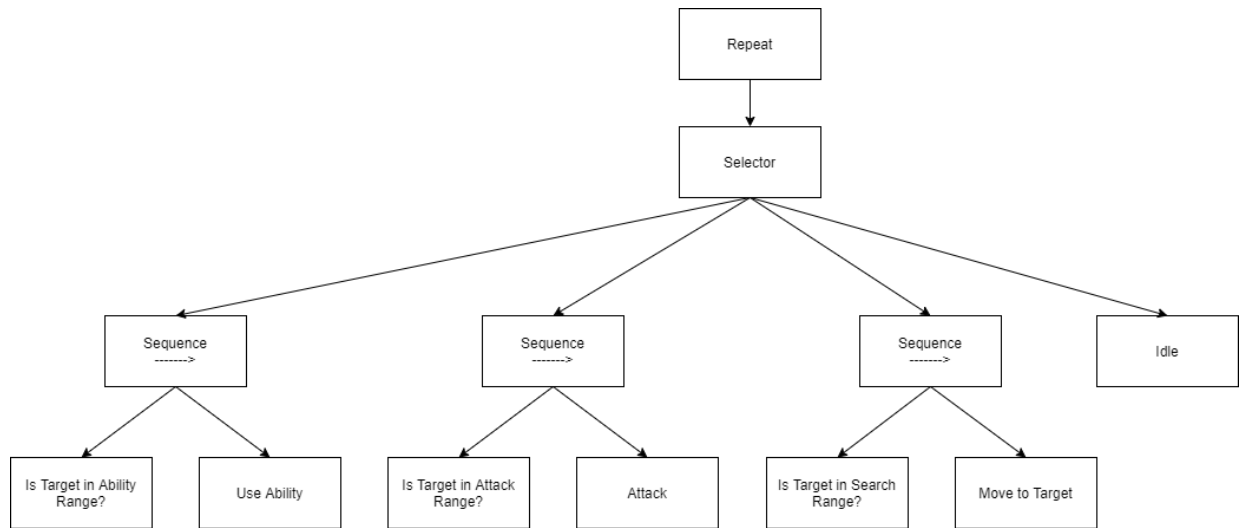 Repeat
Selector
Sequence
------->
Sequence
------->
Sequence
------->
Idle
Is Target in Ability
Range?
Use Ability
Is Target in Attack
Range?
Attack
Is Target in Search
Range?
Move to Target